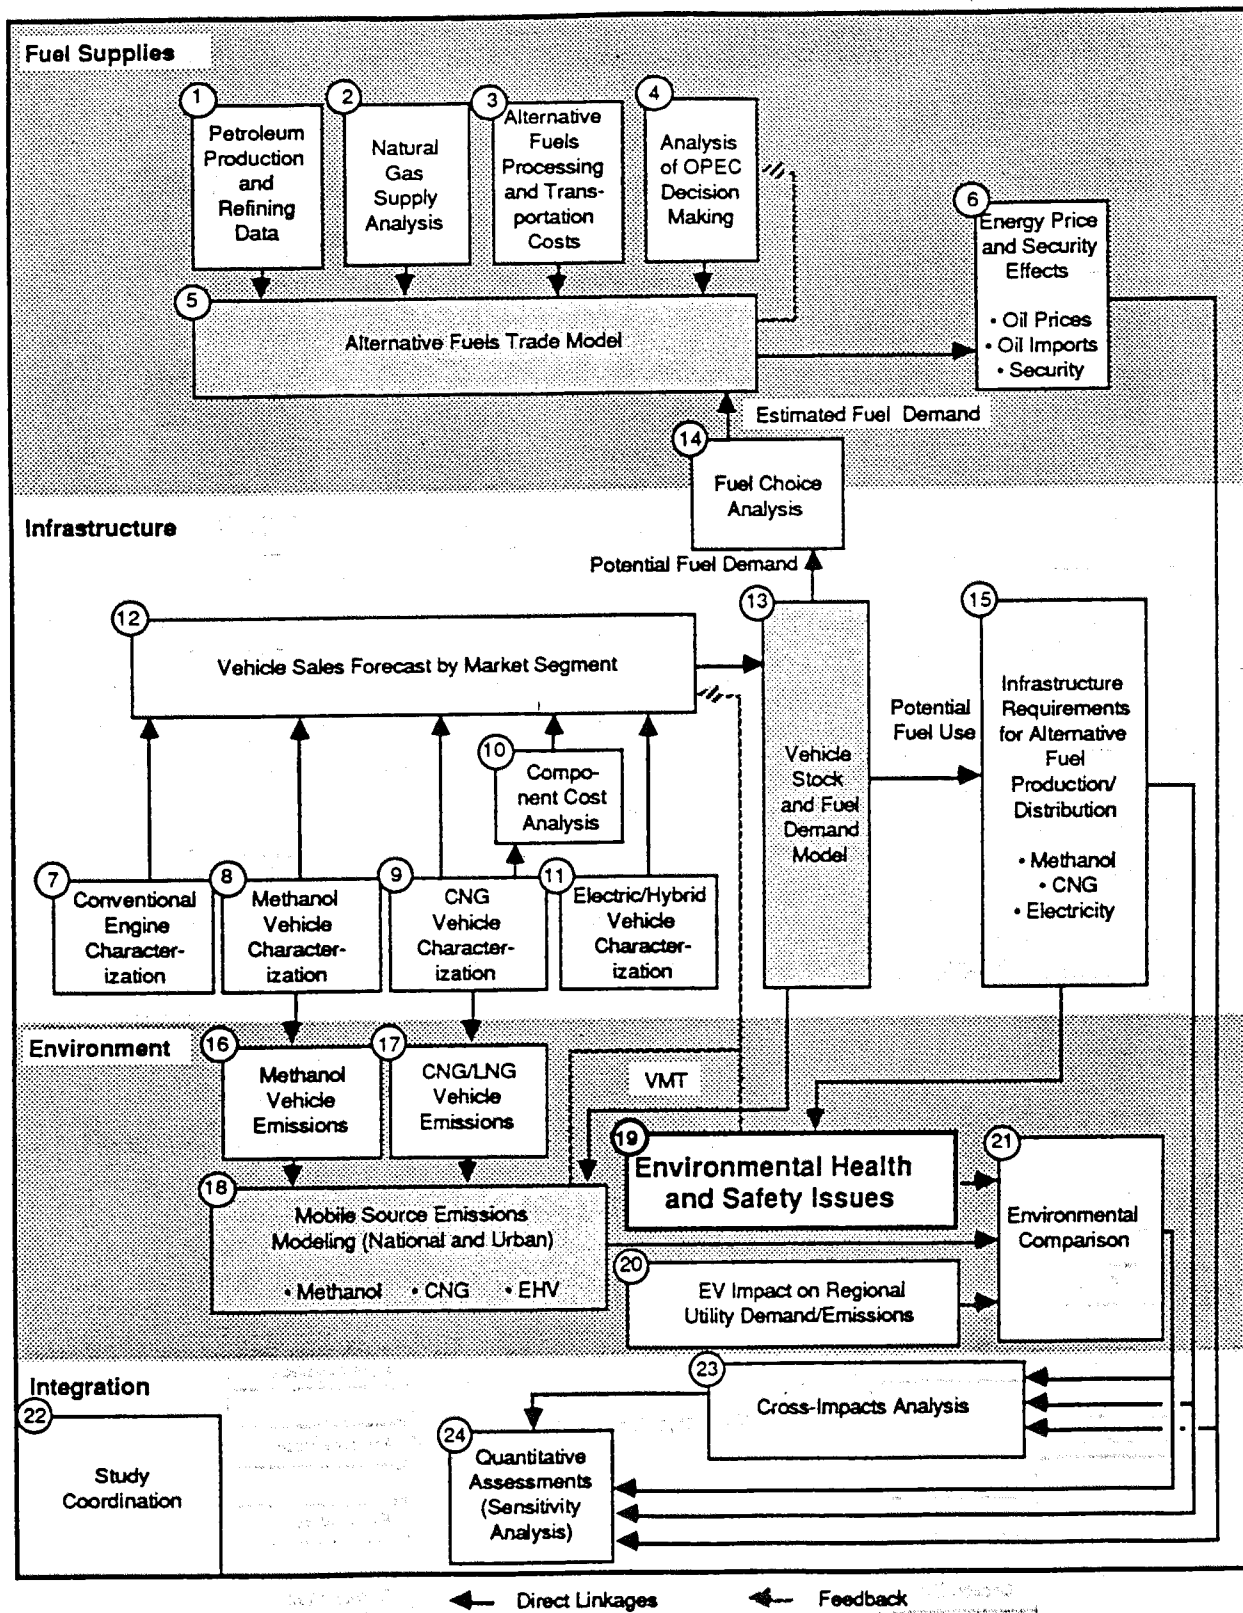 Fuel Supplies
1
Petroleum
Production
and
Refining
Data
2
Natural
Gas
Supply
Analysis
3
Alternative
Fuels
Processing
and Trans-
portation
Costs
4
Analysis
of OPEC
Decision
Making
6
Energy Price
and Security
Effects
• Oil Prices
• Oil Imports
• Security
5
Alternative Fuels Trade Model
Estimated Fuel Demand
14
Fuel Choice
Analysis
Infrastructure
Potential Fuel Demand
12
Vehicle Sales Forecast by Market Segment
13
Vehicle
Stock
and Fuel
Demand
Model
Potential
Fuel Use
15
Infrastructure
Requirements
for Alternative
Fuel
Production/
Distribution
• Methanol
• CNG
• Electricity
10
Compo-
nent Cost
Analysis
7
Conventional
Engine
Character-
ization
8
Methanol
Vehicle
Character-
ization
9
CNG
Vehicle
Character-
ization
11
Electric/Hybrid
Vehicle
Character-
ization
Environment
16
Methanol
Vehicle
Emissions
17
CNG/LNG
Vehicle
Emissions
VMT
18
Mobile Source Emissions
Modeling (National and Urban)
• Methanol • CNG • EHV
19
Environmental Health
and Safety Issues
20
EV Impact on Regional
Utility Demand/Emissions
21
Environmental
Comparison
Integration
22
Study
Coordination
23
Cross-Impacts Analysis
24
Quantitative
Assessments
(Sensitivity
Analysis)
Direct Linkages
Feedback